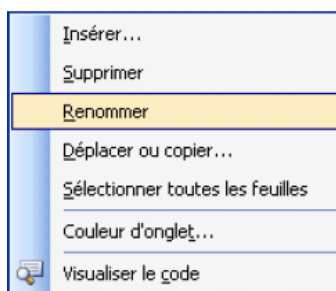 Insérer...
Supprimer
Renommer
Déplacer ou copier...
Sélectionner toutes les feuilles
Couleur d'onglet...
Visualiser le code